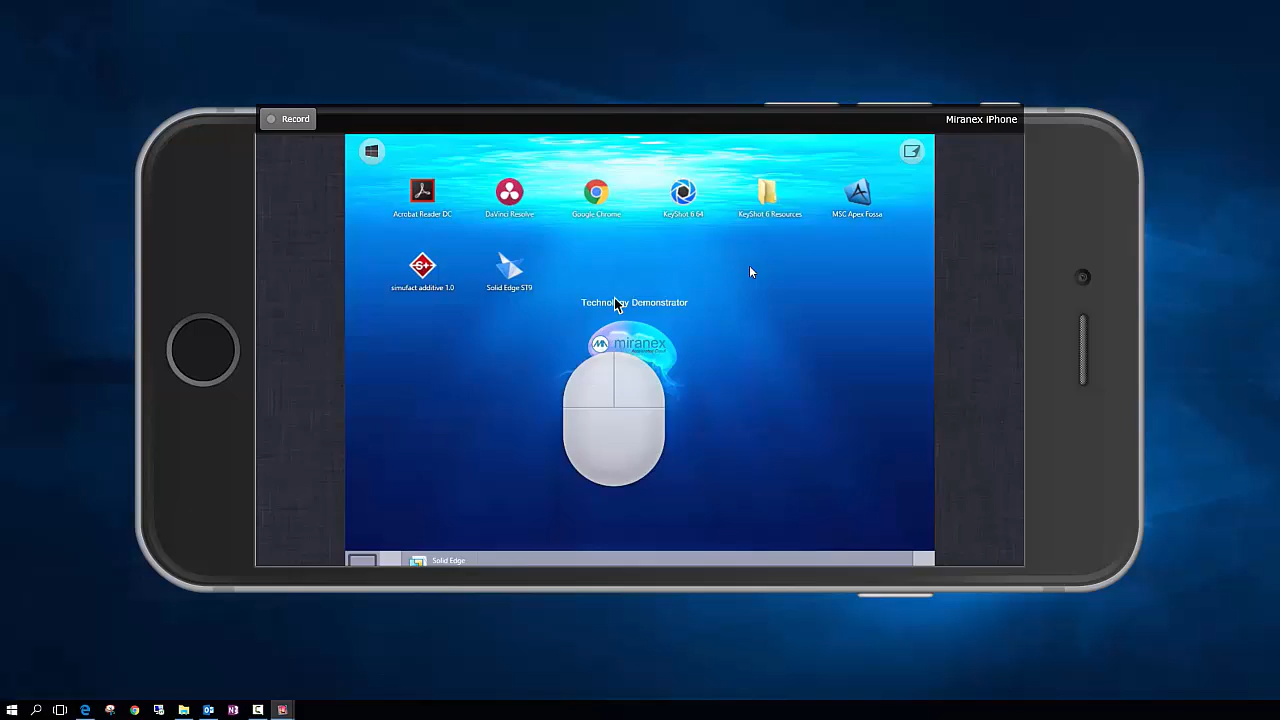 Record
Miranex iPhone
Acrobat Reader DC
DaVinci Resolve
Google Chrome
KeyShot 6 64
KeyShot 6 Resources
MSC Apex Fossa
S+
simufact additive 1.0
Solid Edge ST9
Technology Demonstrator
miranex
Solid Edge